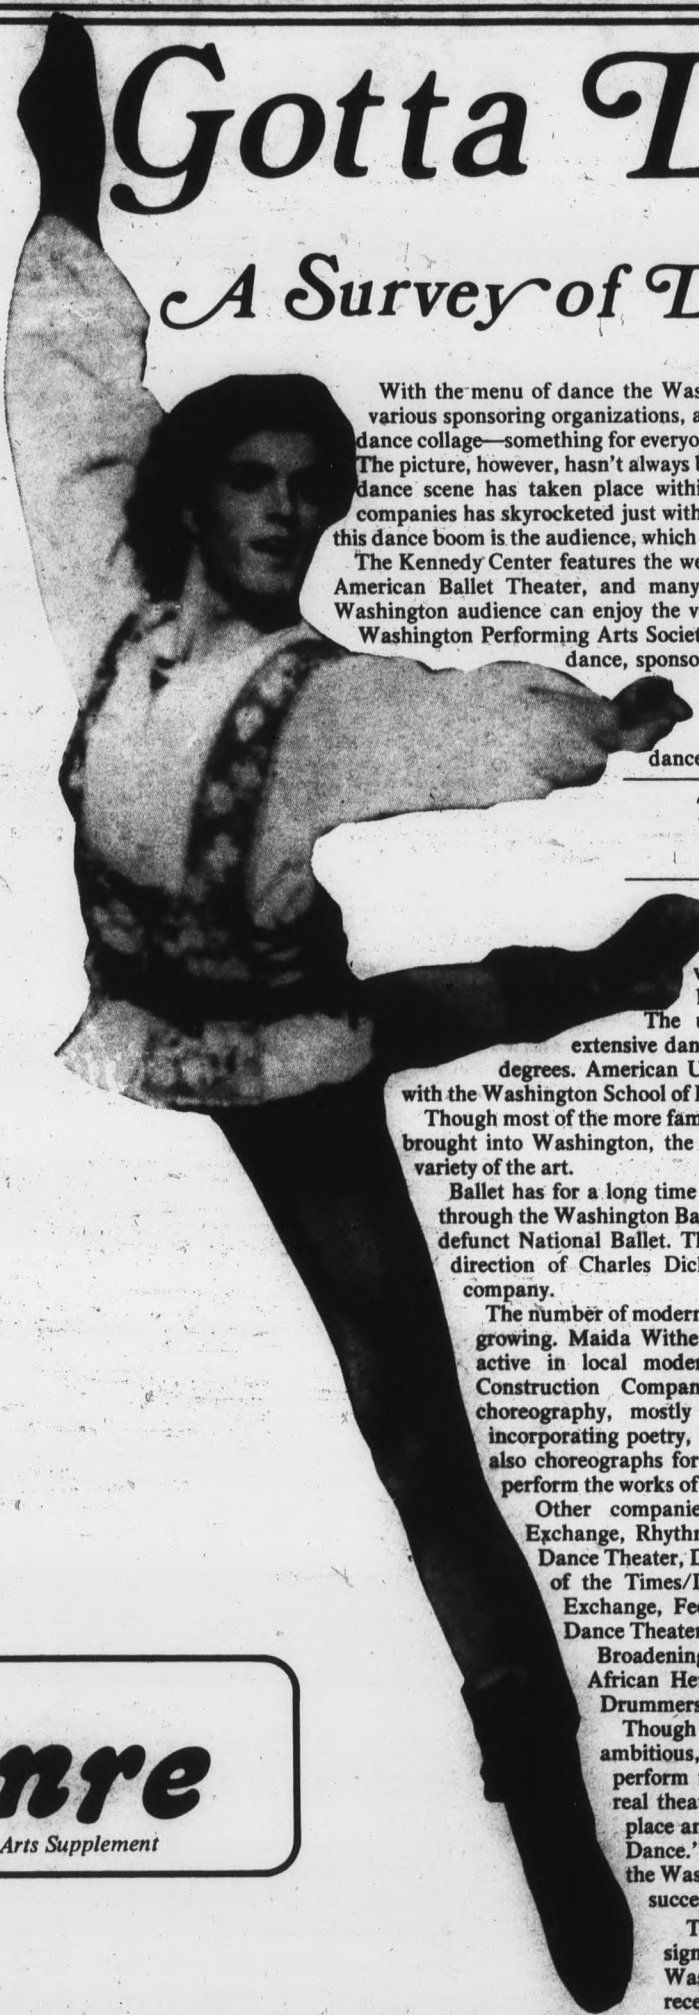 Gotta
A Survey of
With the menu of dance the Was
various sponsoring organizations, a
dance collage—something for everyo
The picture, however, hasn't always b
dance scene has taken place withi
companies has skyrocketed just with
this dance boom is the audience, which
The Kennedy Center features the we
American Ballet Theater, and many
Washington audience can enjoy the v
Washington Performing Arts Societ
dance, sponso
dance
The
extensive dan
degrees. American U
with the Washington School of
Though most of the more fam
brought into Washington, the
variety of the art.
Ballet has for a long time
through the Washington Ba
defunct National Ballet. Th
direction of Charles Dick
company.
The number of modern
growing. Maida Withe
active in local moder
Construction Compan
choreography, mostly
incorporating poetry,
also choreographs for
perform the works of
Other companie
Exchange, Rhythm
Dance Theater, D
of the Times/
Exchange, Fe
Dance Theater
Broadening
African He
Drummers
Though
ambitious,
perform
real thea
place an
Dance.'
the Was
succe
T
sign
Was
rece
nre
Arts Supplement